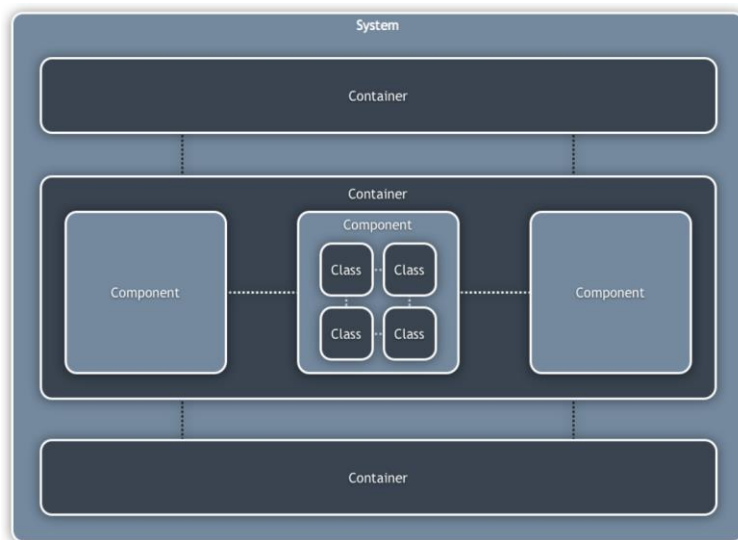 System
Container
Container
Component
Component
Component
Class
Class
Class
Class
Container